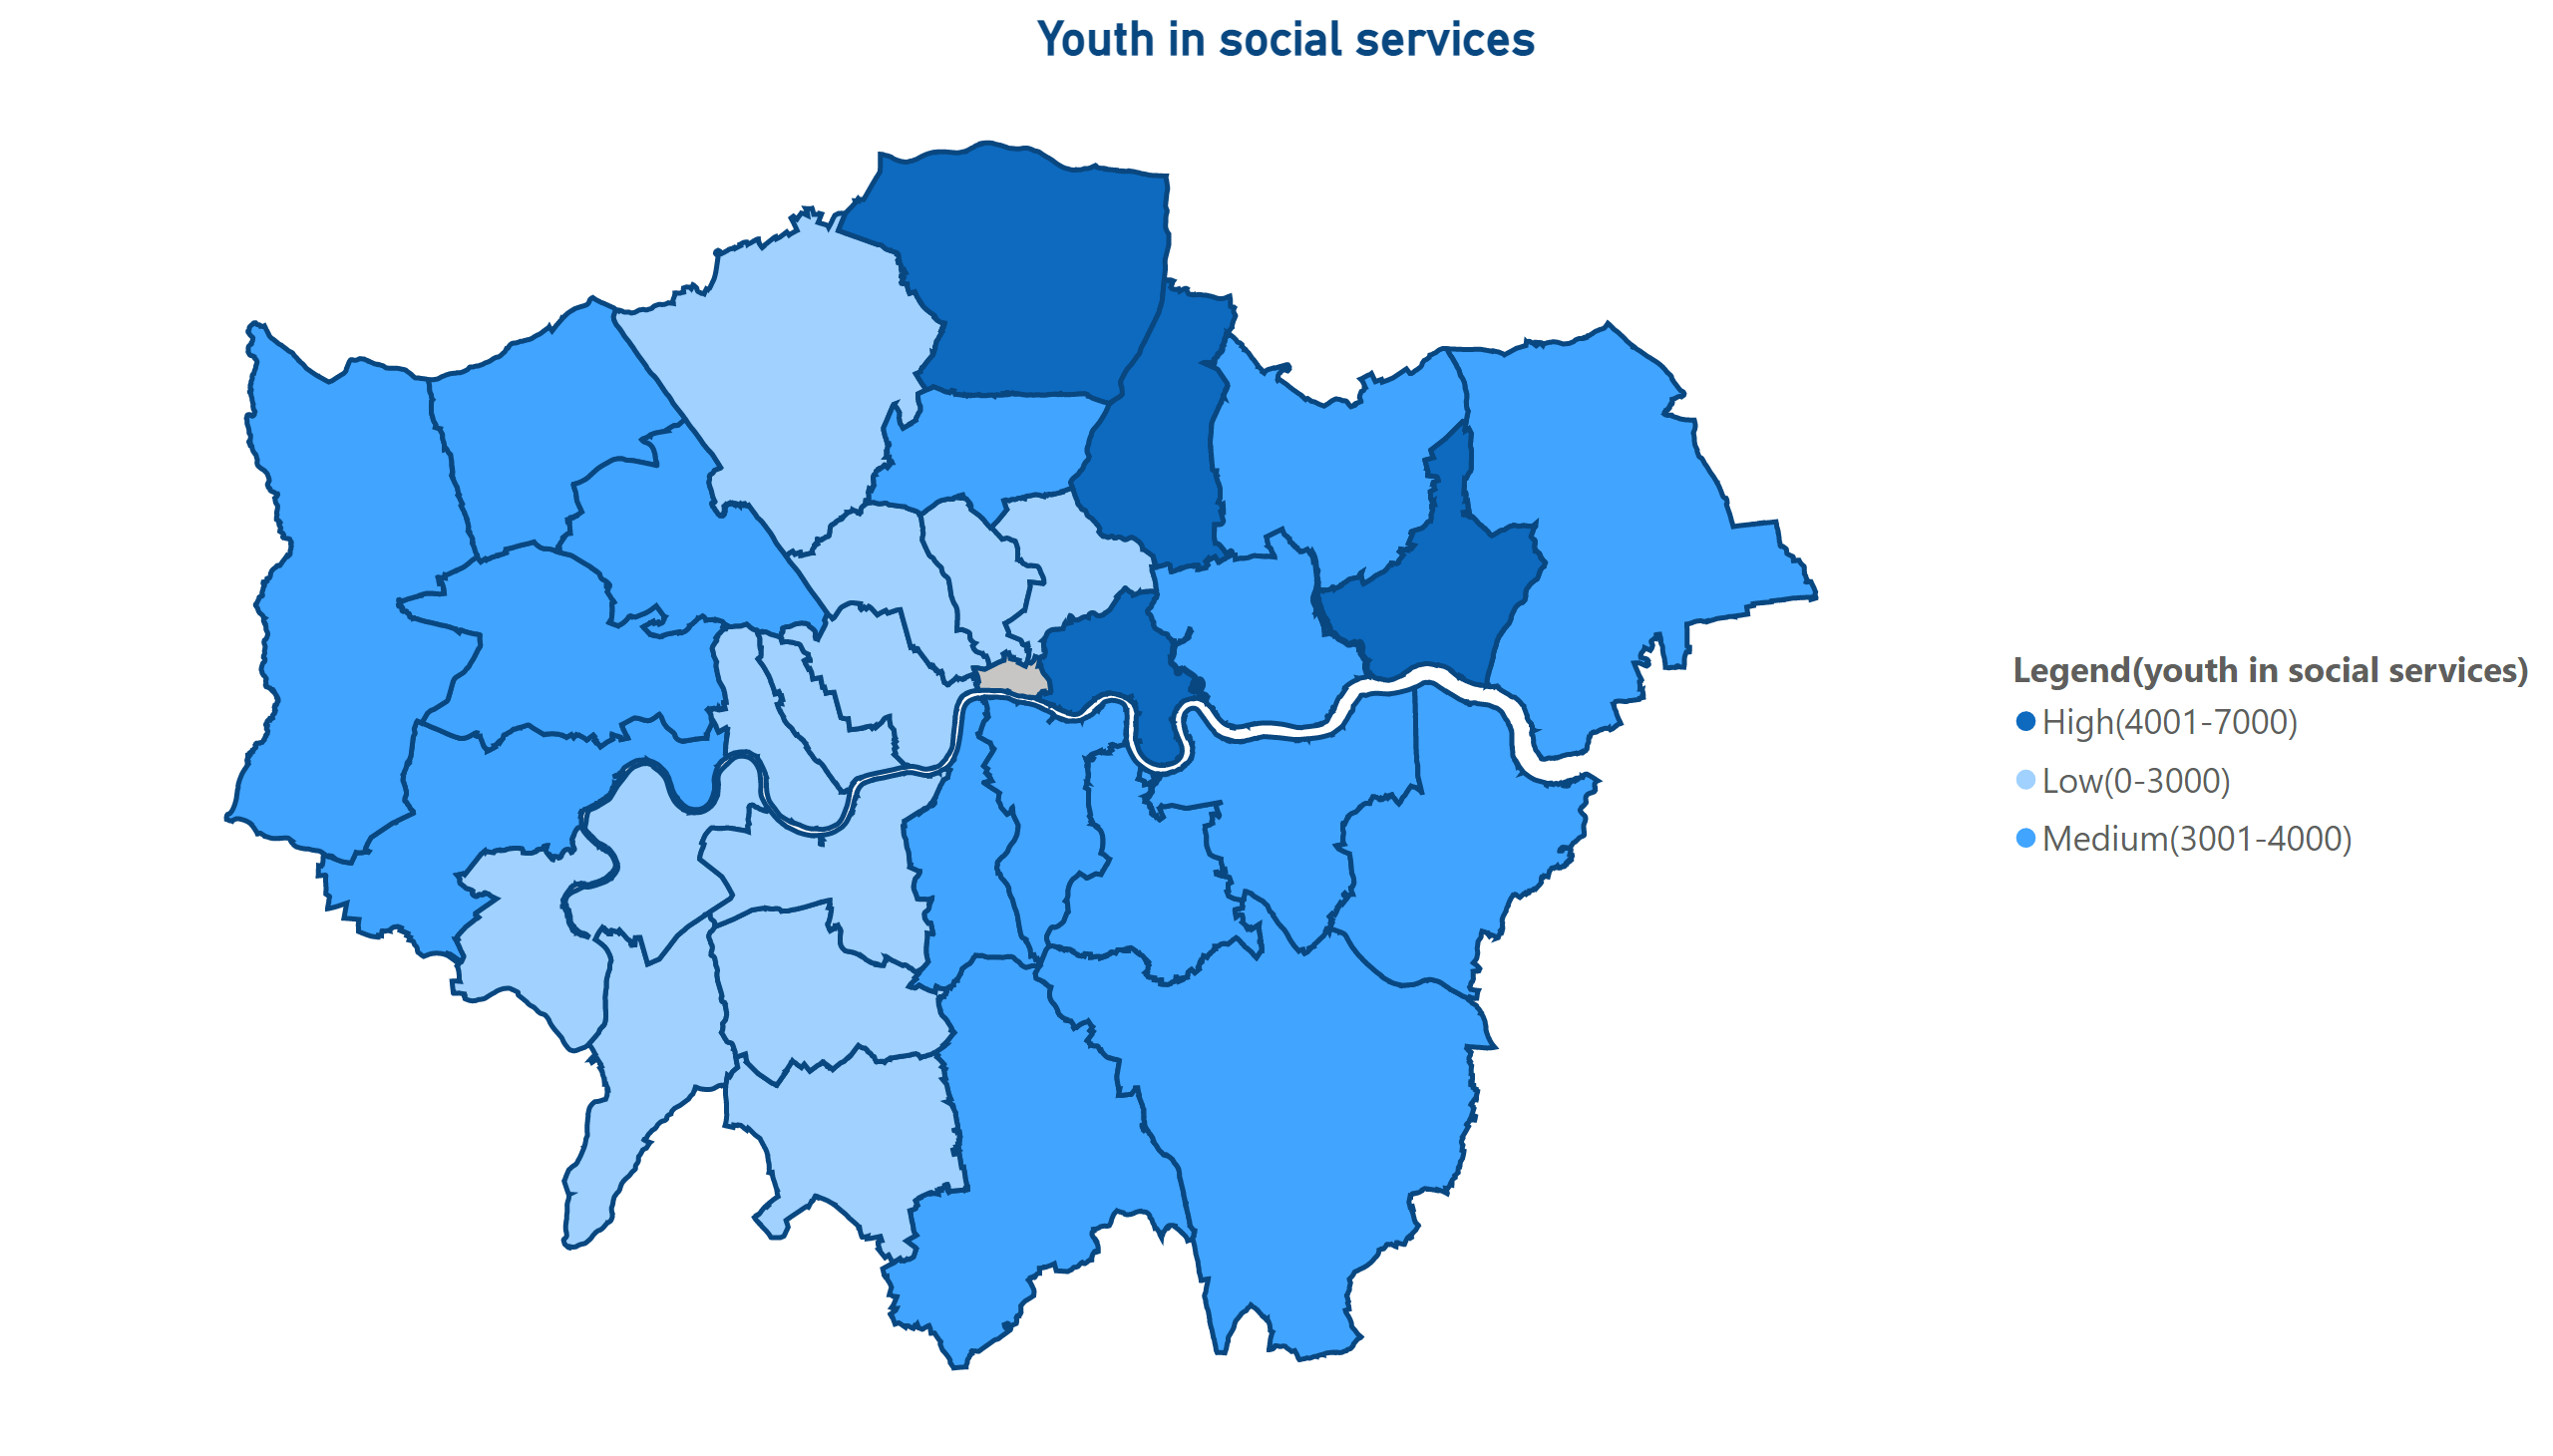 Youth in social services
Legend(youth in social services)
High(4001-7000)
Low(0-3000)
Medium(3001-4000)